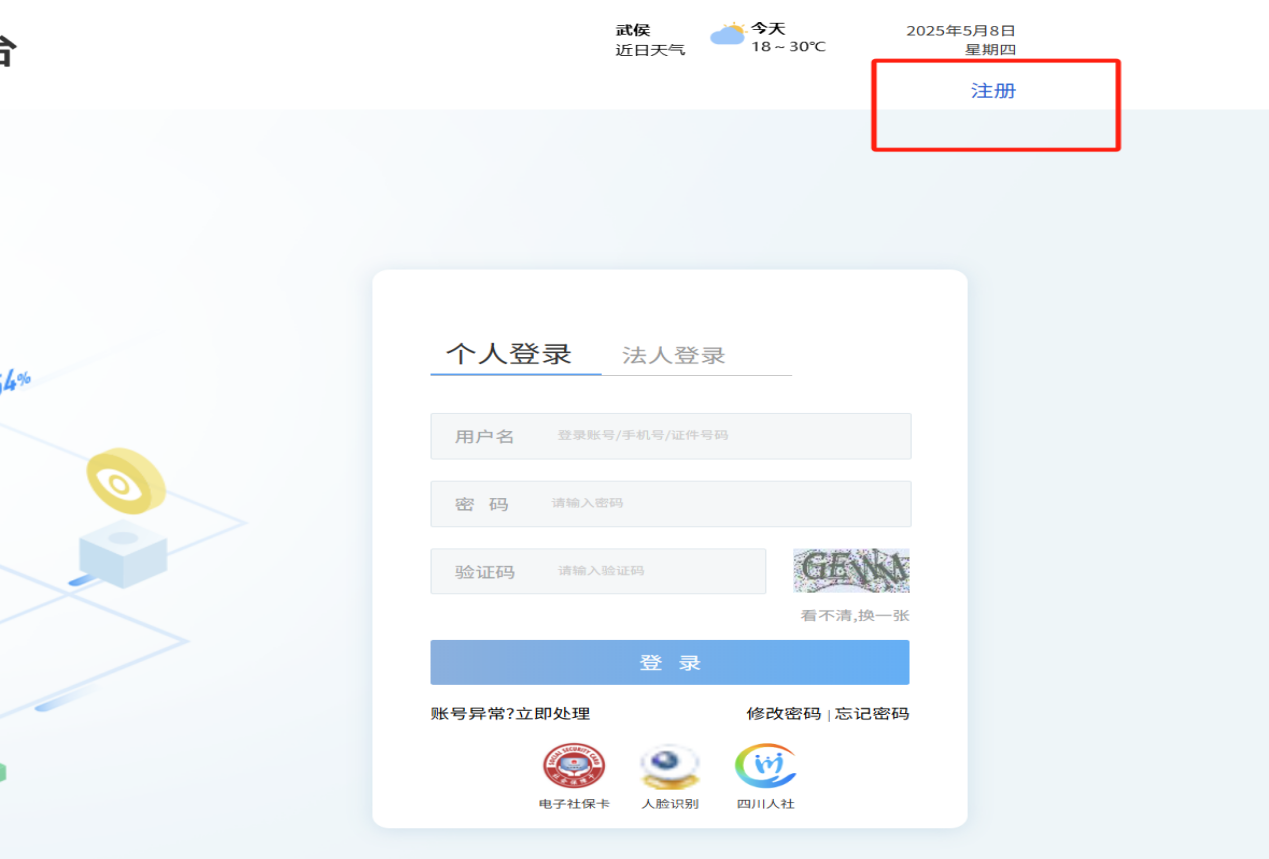 台
武侯
近日天气
今天
18~30℃
2025年5月8日
星期四
注册
个人登录
法人登录
54%
用户名 登录账号/手机号/证件号码
密 码 请输入密码
验证码 请输入验证码
看不清,换一张
登 录
账号异常?立即处理
修改密码 | 忘记密码
电子社保卡
人脸识别
四川人社